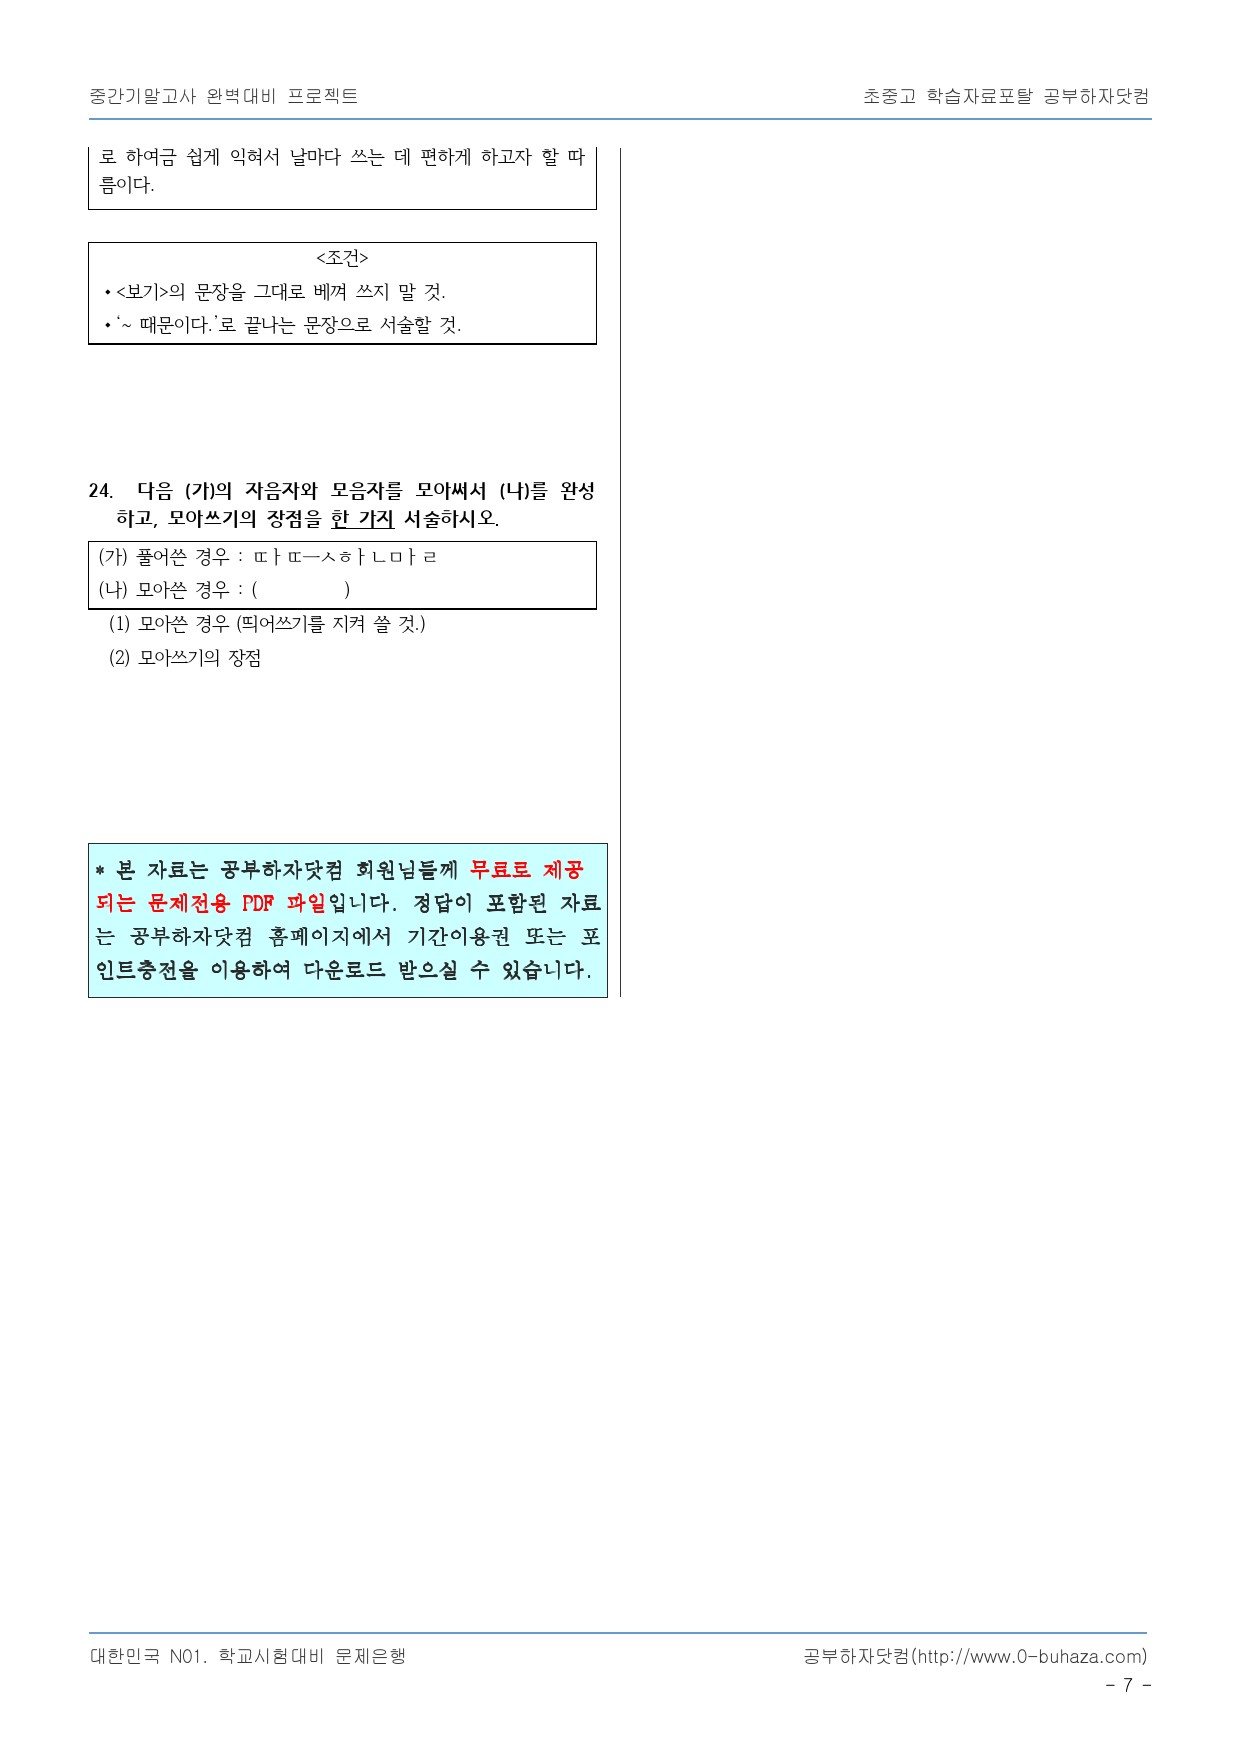 중간기말고사 완벽대비 프로젝트
초중고 학습자료포탈 공부하자닷컴
로 하여금 쉽게 익혀서 날마다 쓰는 데 편하게 하고자 할 따
름이다.
<조건>
•<보기>의 문장을 그대로 베껴 쓰지 말 것.
•‘~ 때문이다.’로 끝나는 문장으로 서술할 것.
24. 다음 (가)의 자음자와 모음자를 모아써서 (나)를 완성
하고, 모아쓰기의 장점을 한 가지 서술하시오.
(가) 풀어쓴 경우 : ㄸㅏㄸㅡㅅㅎㅏㄴㅁㅏㄹ
(나) 모아쓴 경우 : ( )
(1) 모아쓴 경우 (띄어쓰기를 지켜 쓸 것.)
(2) 모아쓰기의 장점
* 본 자료는 공부하자닷컴 회원님들께 무료로 제공
되는 문제전용 PDF 파일입니다. 정답이 포함된 자료
는 공부하자닷컴 홈페이지에서 기간이용권 또는 포
인트충전을 이용하여 다운로드 받으실 수 있습니다.
대한민국 N01. 학교시험대비 문제은행
공부하자닷컴(http://www.0-buhaza.com)
- 7 -